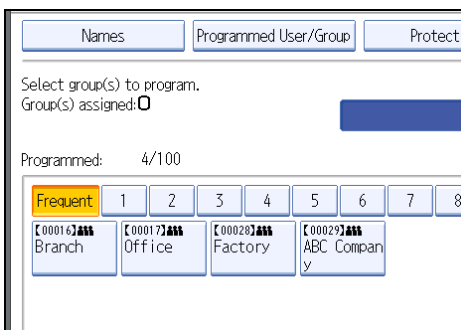 Names Programmed User/Group Protect
Select group(s) to program.
Group(s) assigned:0
Programmed: 4/100
Frequent 1 2 3 4 5 6 7 8
【00016】 【00017】 【00028】 【00029】
Branch Office Factory ABC Compan
y